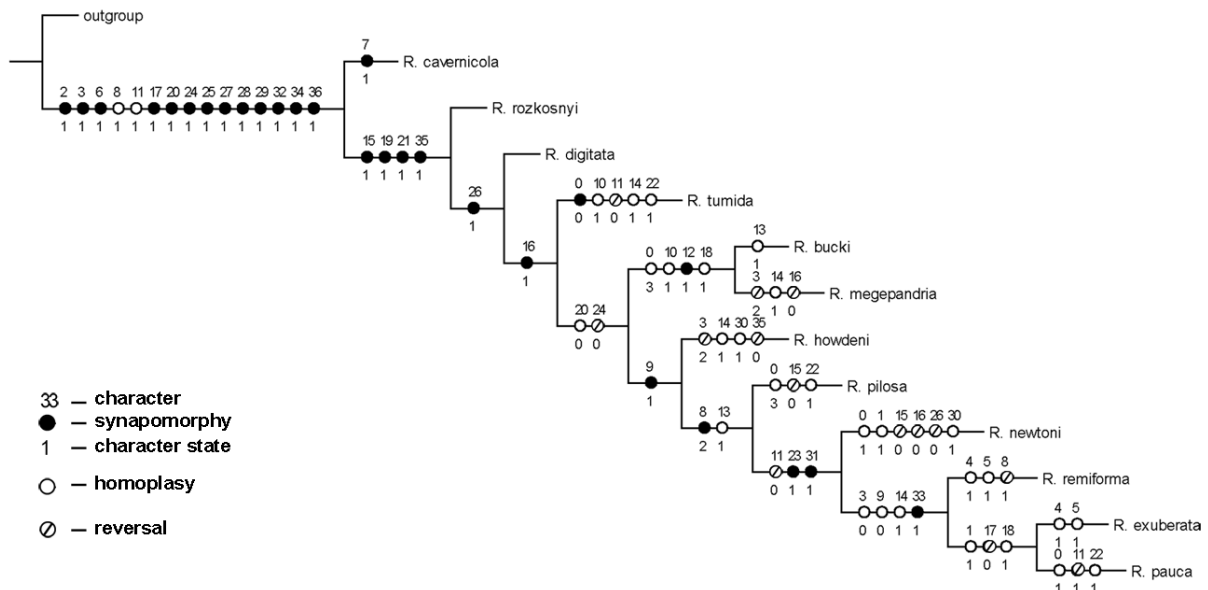 outgroup
7
R. cavernicola
1
2 3 6 8 11 17 20 24 25 27 28 29 32 34 36
1 1 1 1 1 1 1 1 1 1 1 1 1 1 1
R. rozkosnyi
15 19 21 35
1 1 1 1
R. digitata
26
1
0 10 11 14 22
R. tumida
0 1 0 1 1
16
1
13
R. bucki
1
0 10 12 18
3 1 1 1
3 14 16
R. megepandria
2 1 0
20 24
0 0
3 14 30 35
R. howdeni
2 1 1 0
9
1
0 15 22
R. pilosa
3 0 1
8 13
2 1
0 1 15 16 26 30
R. newtoni
1 1 0 0 0 1
11 23 31
0 1 1
4 5 8
R. remiforma
1 1 1
3 9 14 33
0 0 1 1
4 5
R. exuberata
1 1
1 17 18
1 0 1
0 11 22
R. pauca
1 1 1
33 – character
– synapomorphy
1 – character state
– homoplasy
– reversal